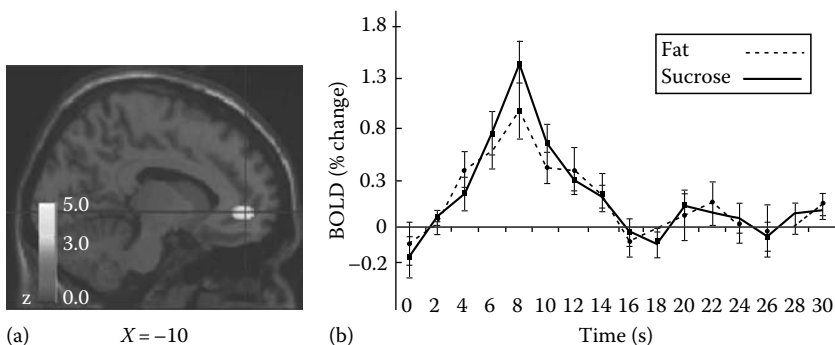 5.0
3.0
z
0.0
(a)
X = −10
1.8
1.3
0.8
0.3
0
−0.2
BOLD (% change)
Fat
Sucrose
0 2 4 6 8 10 12 14 16 18 20 22 24 26 28 30
(b)
Time (s)